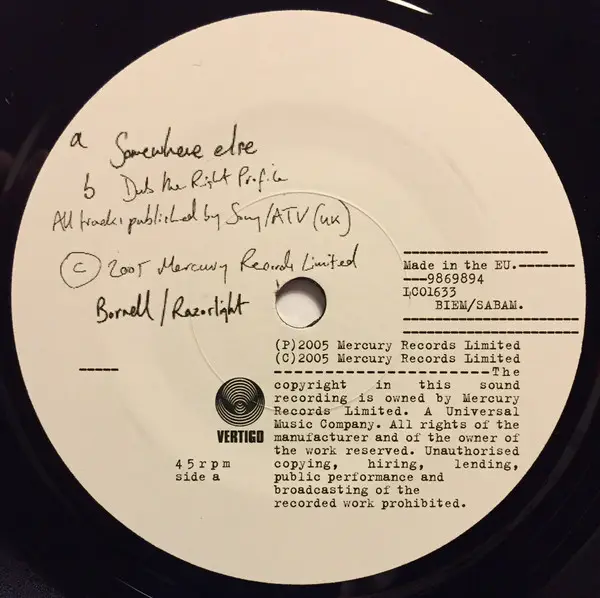 a Somewhere else
b Dub the Right Profile
All tracks published by Sony/ATV (UK)
(C) 2005 Mercury Records Limited
Borrell/Razorlight
Made in the EU.
9869894
LC01633
BIEM/SABAM.
(P)2005 Mercury Records Limited
(C)2005 Mercury Records Limited
The
copyright in this sound
recording is owned by Mercury
Records Limited. A Universal
Music Company. All rights of the
manufacturer and of the owner of
the work reserved. Unauthorised
copying, hiring, lending,
public performance and
broadcasting of the
recorded work prohibited.
VERTIGO
45rpm
side a